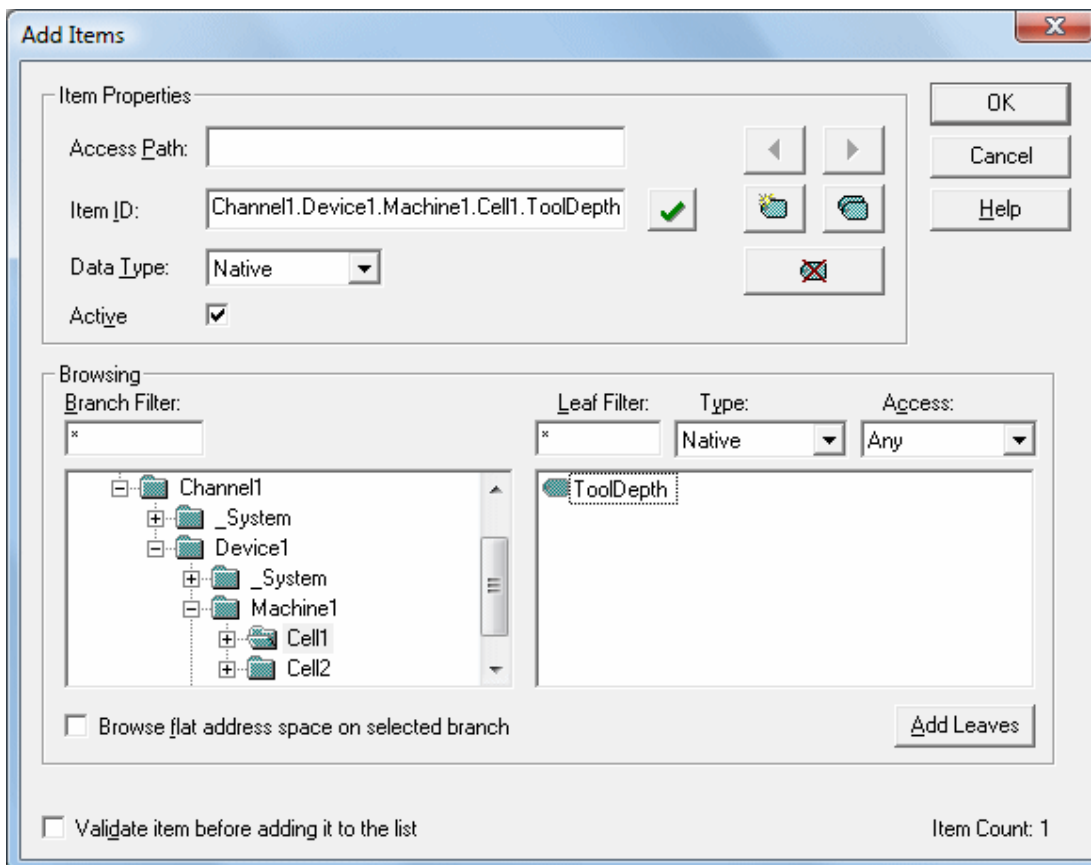 Add Items
Item Properties
OK
Access Path:
Cancel
Item ID: Channel1.Device1.Machine1.Cell1.ToolDepth
Help
Data Type: Native
Active
Browsing
Branch Filter: Leaf Filter: Type: Access:
* * Native Any
Channel1 ToolDepth
_System
Device1
_System
Machine1
Cell1
Cell2
Browse flat address space on selected branch Add Leaves
Validate item before adding it to the list Item Count: 1